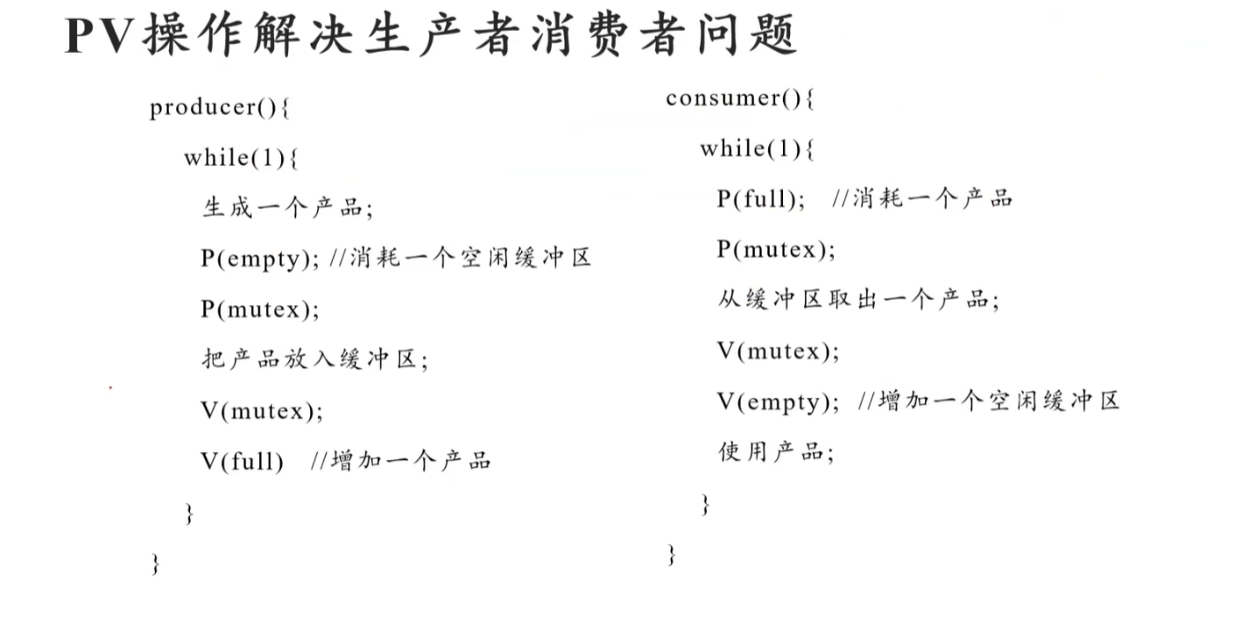 PV操作解决生产者消费者问题
producer(){
while(1){
生成一个产品;
P(empty); //消耗一个空闲缓冲区
P(mutex);
把产品放入缓冲区;
V(mutex);
V(full) //增加一个产品
}
}
consumer(){
while(1){
P(full); //消耗一个产品
P(mutex);
从缓冲区取出一个产品;
V(mutex);
V(empty); //增加一个空闲缓冲区
使用产品;
}
}